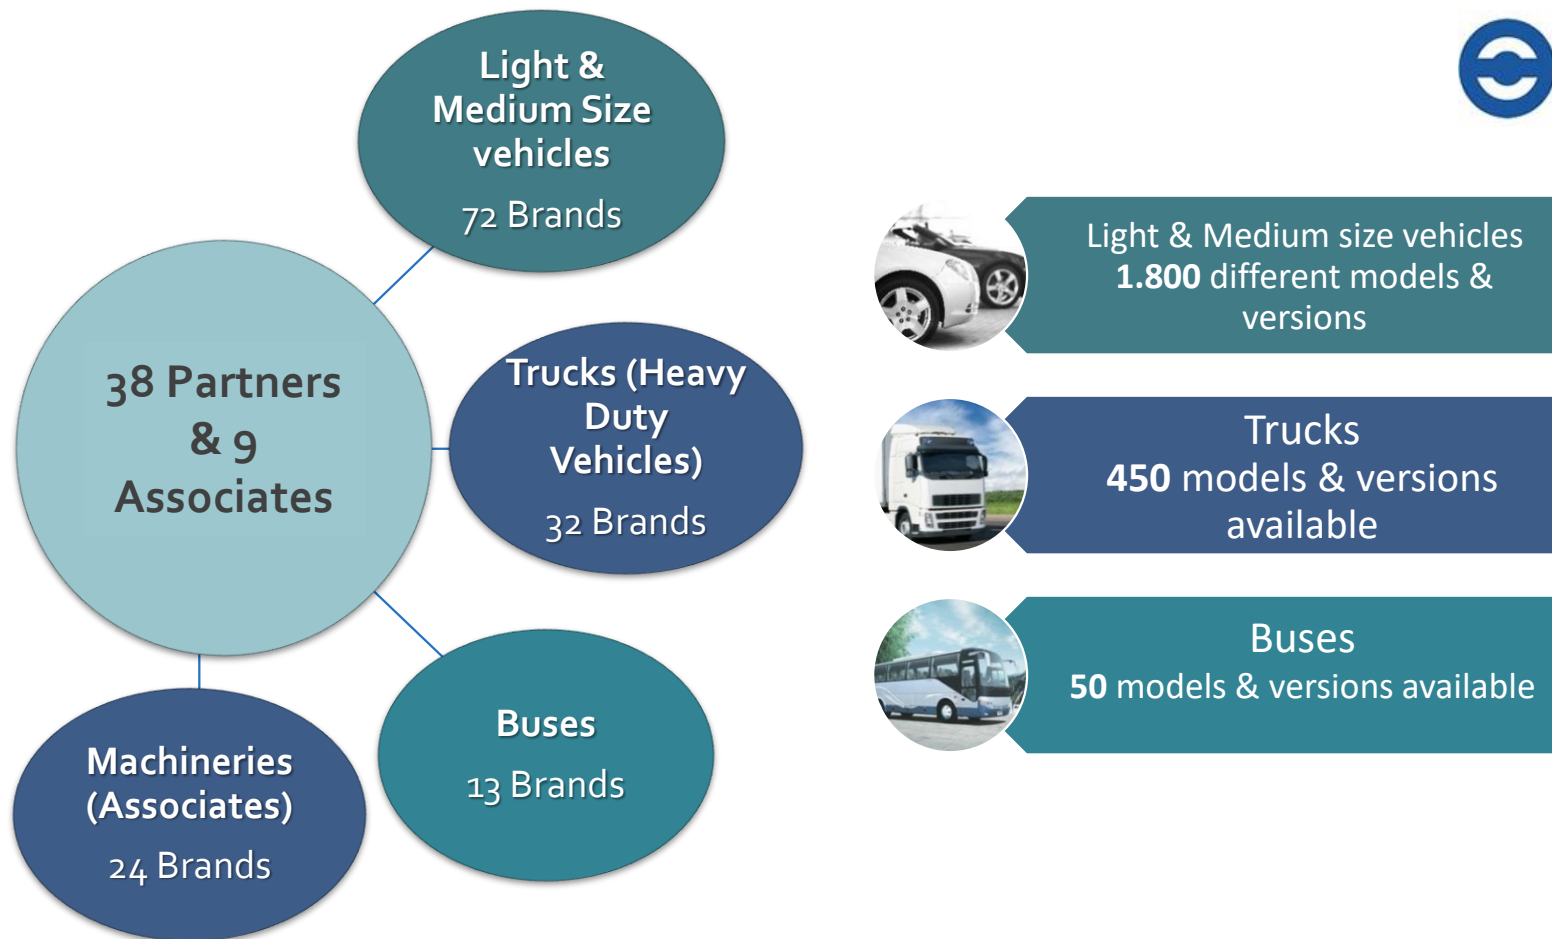 Light &
Medium Size
vehicles
72 Brands
38 Partners
& 9
Associates
Trucks (Heavy
Duty
Vehicles)
32 Brands
Buses
13 Brands
Machineries
(Associates)
24 Brands
Light & Medium size vehicles
1.800 different models &
versions
Trucks
450 models & versions
available
Buses
50 models & versions available